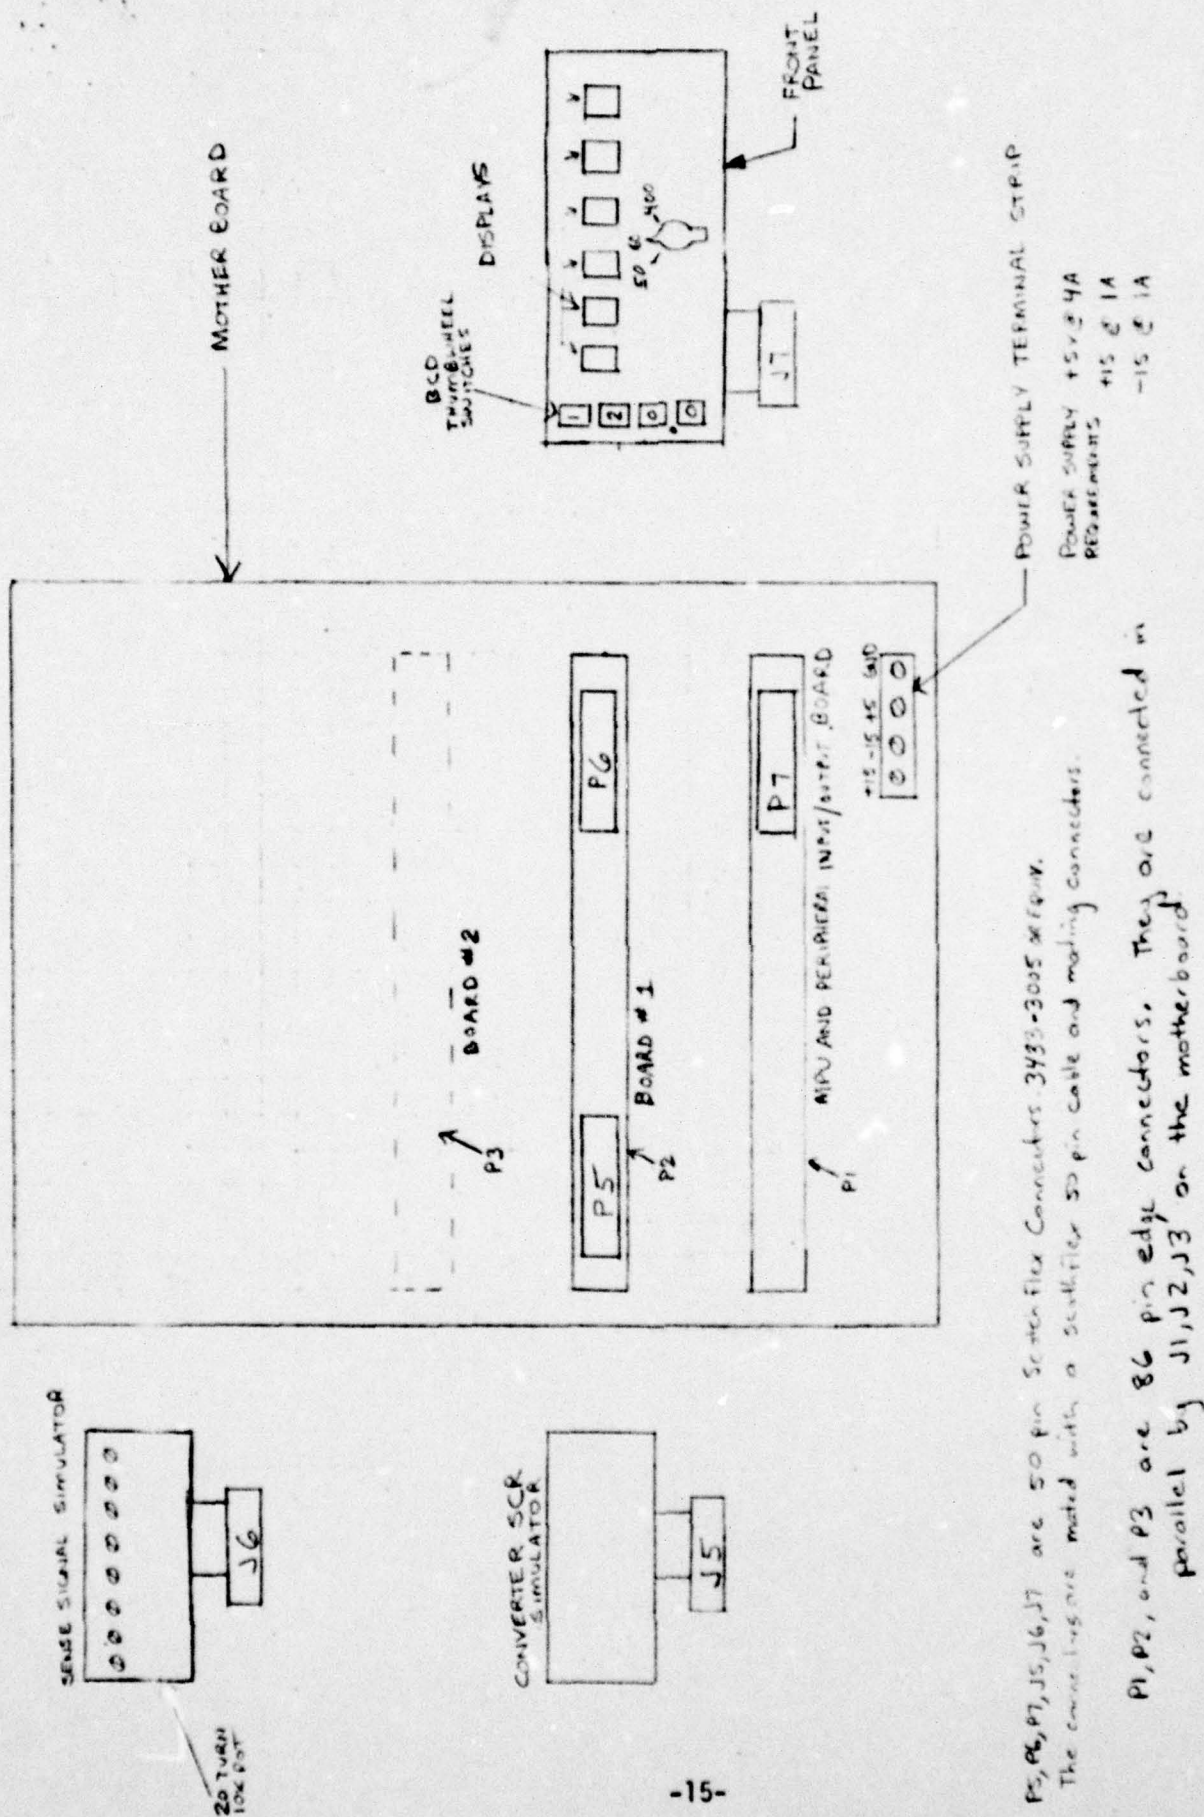 SENSE SIGNAL SIMULATOR
20 TURN
10K POT
J6
CONVERTER SCR
SIMULATOR
J5
MOTHER BOARD
P3
BOARD #2
P5
P6
P2
BOARD #1
P7
P1
AND PERIPHERAL INPUT/OUTPUT BOARD
+15 -15 +5 GND
BCD
THUMBWHEEL
SWITCHES
DISPLAYS
1
2
0
.
0
50 60 400
J7
FRONT
PANEL
POWER SUPPLY TERMINAL STRIP
POWER SUPPLY +5V @ 4A
REQUIREMENTS +15 @ 1A
-15 @ 1A
P5, P6, P7, J5, J6, J7 are 50 pin Scotchflex Connectors 3433-3005 or EQUIV.
The are mated with a scothflex 50 pin cable and mating connectors.
P1, P2, and P3 are 86 pin edge connectors. They are connected in
parallel by J1, J2, J3 on the motherboard
-15-